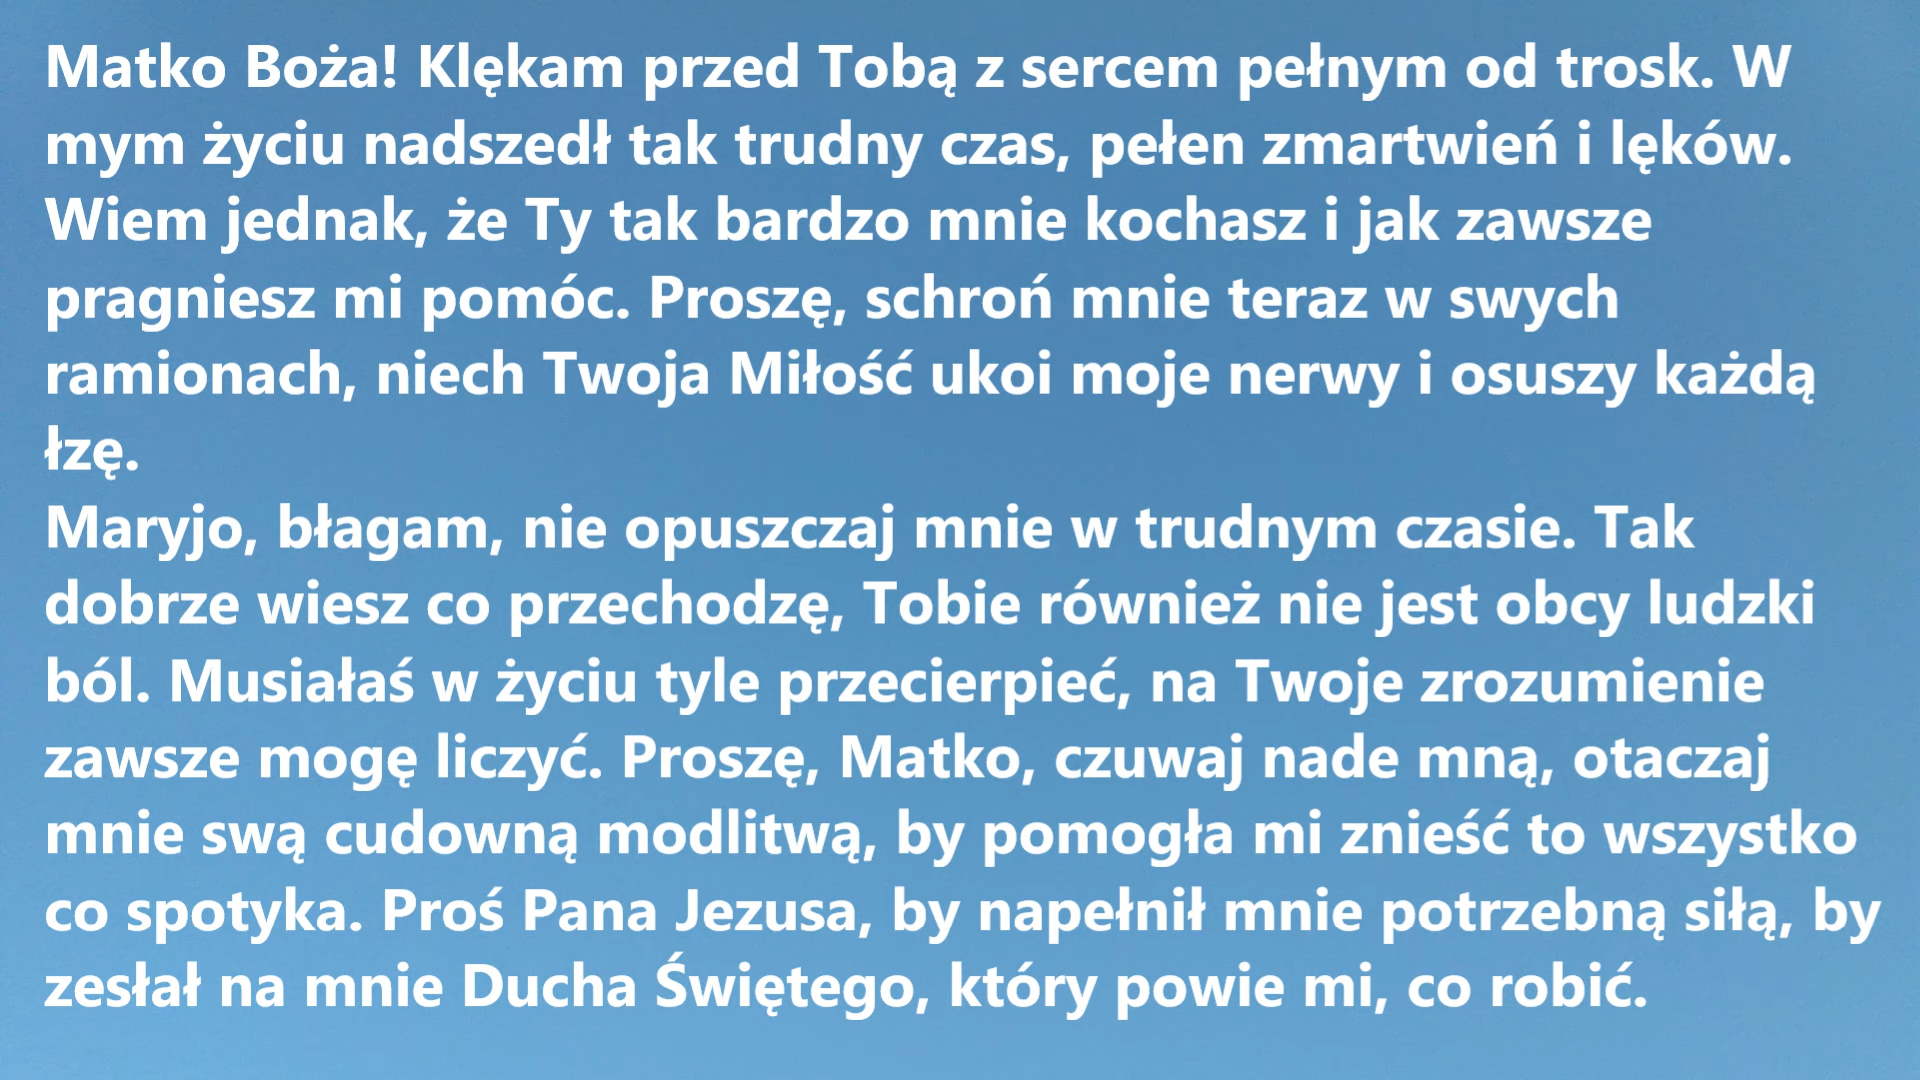 Matko Boża! Klękam przed Tobą z sercem pełnym od trosk. W
mym życiu nadszedł tak trudny czas, pełen zmartwień i lęków.
Wiem jednak, że Ty tak bardzo mnie kochasz i jak zawsze
pragniesz mi pomóc. Proszę, schroń mnie teraz w swych
ramionach, niech Twoja Miłość ukoi moje nerwy i osuszy każdą
łzę.
Maryjo, błagam, nie opuszczaj mnie w trudnym czasie. Tak
dobrze wiesz co przechodzę, Tobie również nie jest obcy ludzki
ból. Musiałaś w życiu tyle przecierpieć, na Twoje zrozumienie
zawsze mogę liczyć. Proszę, Matko, czuwaj nade mną, otaczaj
mnie swą cudowną modlitwą, by pomogła mi znieść to wszystko
co spotyka. Proś Pana Jezusa, by napełnił mnie potrzebną siłą, by
zesłał na mnie Ducha Świętego, który powie mi, co robić.